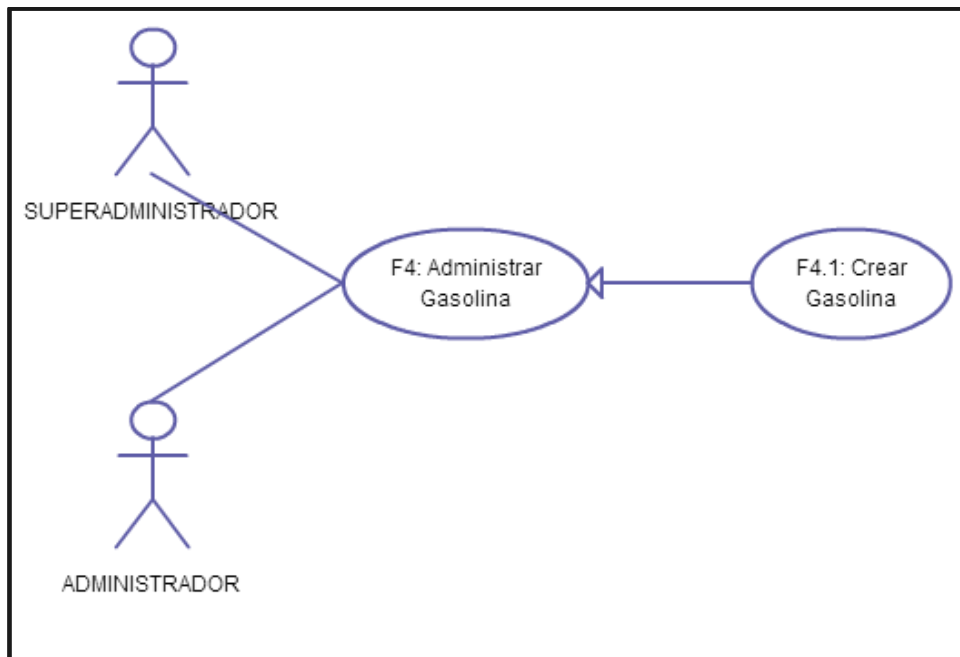 SUPERADMINISTRADOR
F4: Administrar
Gasolina
F4.1: Crear
Gasolina
ADMINISTRADOR